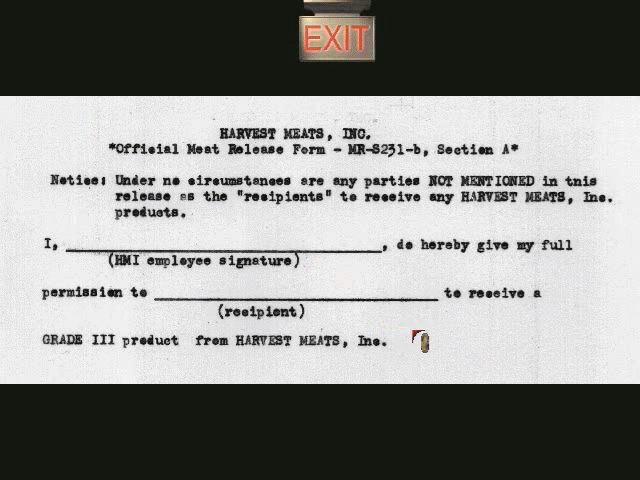 EXIT
HARVEST MEATS, INC.
*Official Meat Release Form - MR-S231-b, Section A*
Notice: Under no circumstances are any parties NOT MENTIONED in this
release as the "recipients" to receive any HARVEST MEATS, Inc.
products.
I, ____________________, do hereby give my full
(HMI employee signature)
permission to ____________________ to receive a
(recipient)
GRADE III product from HARVEST MEATS, Inc.